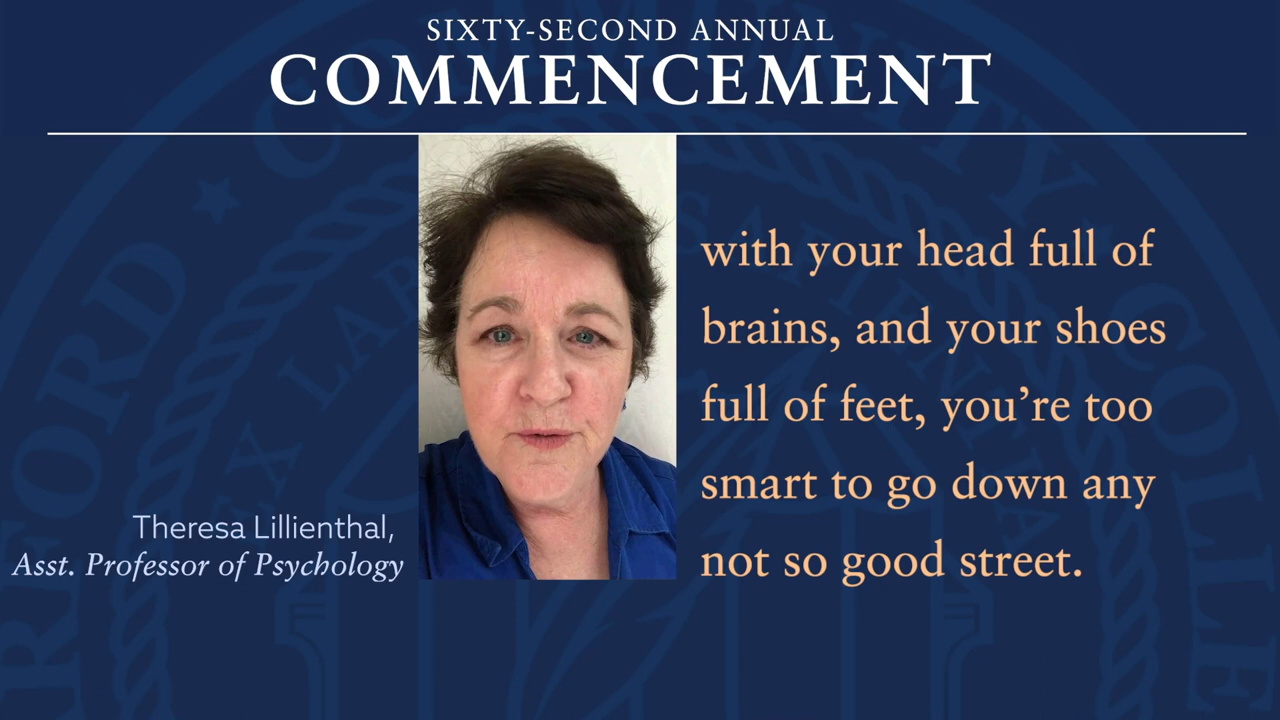 SIXTY-SECOND ANNUAL
COMMENCEMENT
Theresa Lillienthal,
Asst. Professor of Psychology
with your head full of
brains, and your shoes
full of feet, you're too
smart to go down any
not so good street.